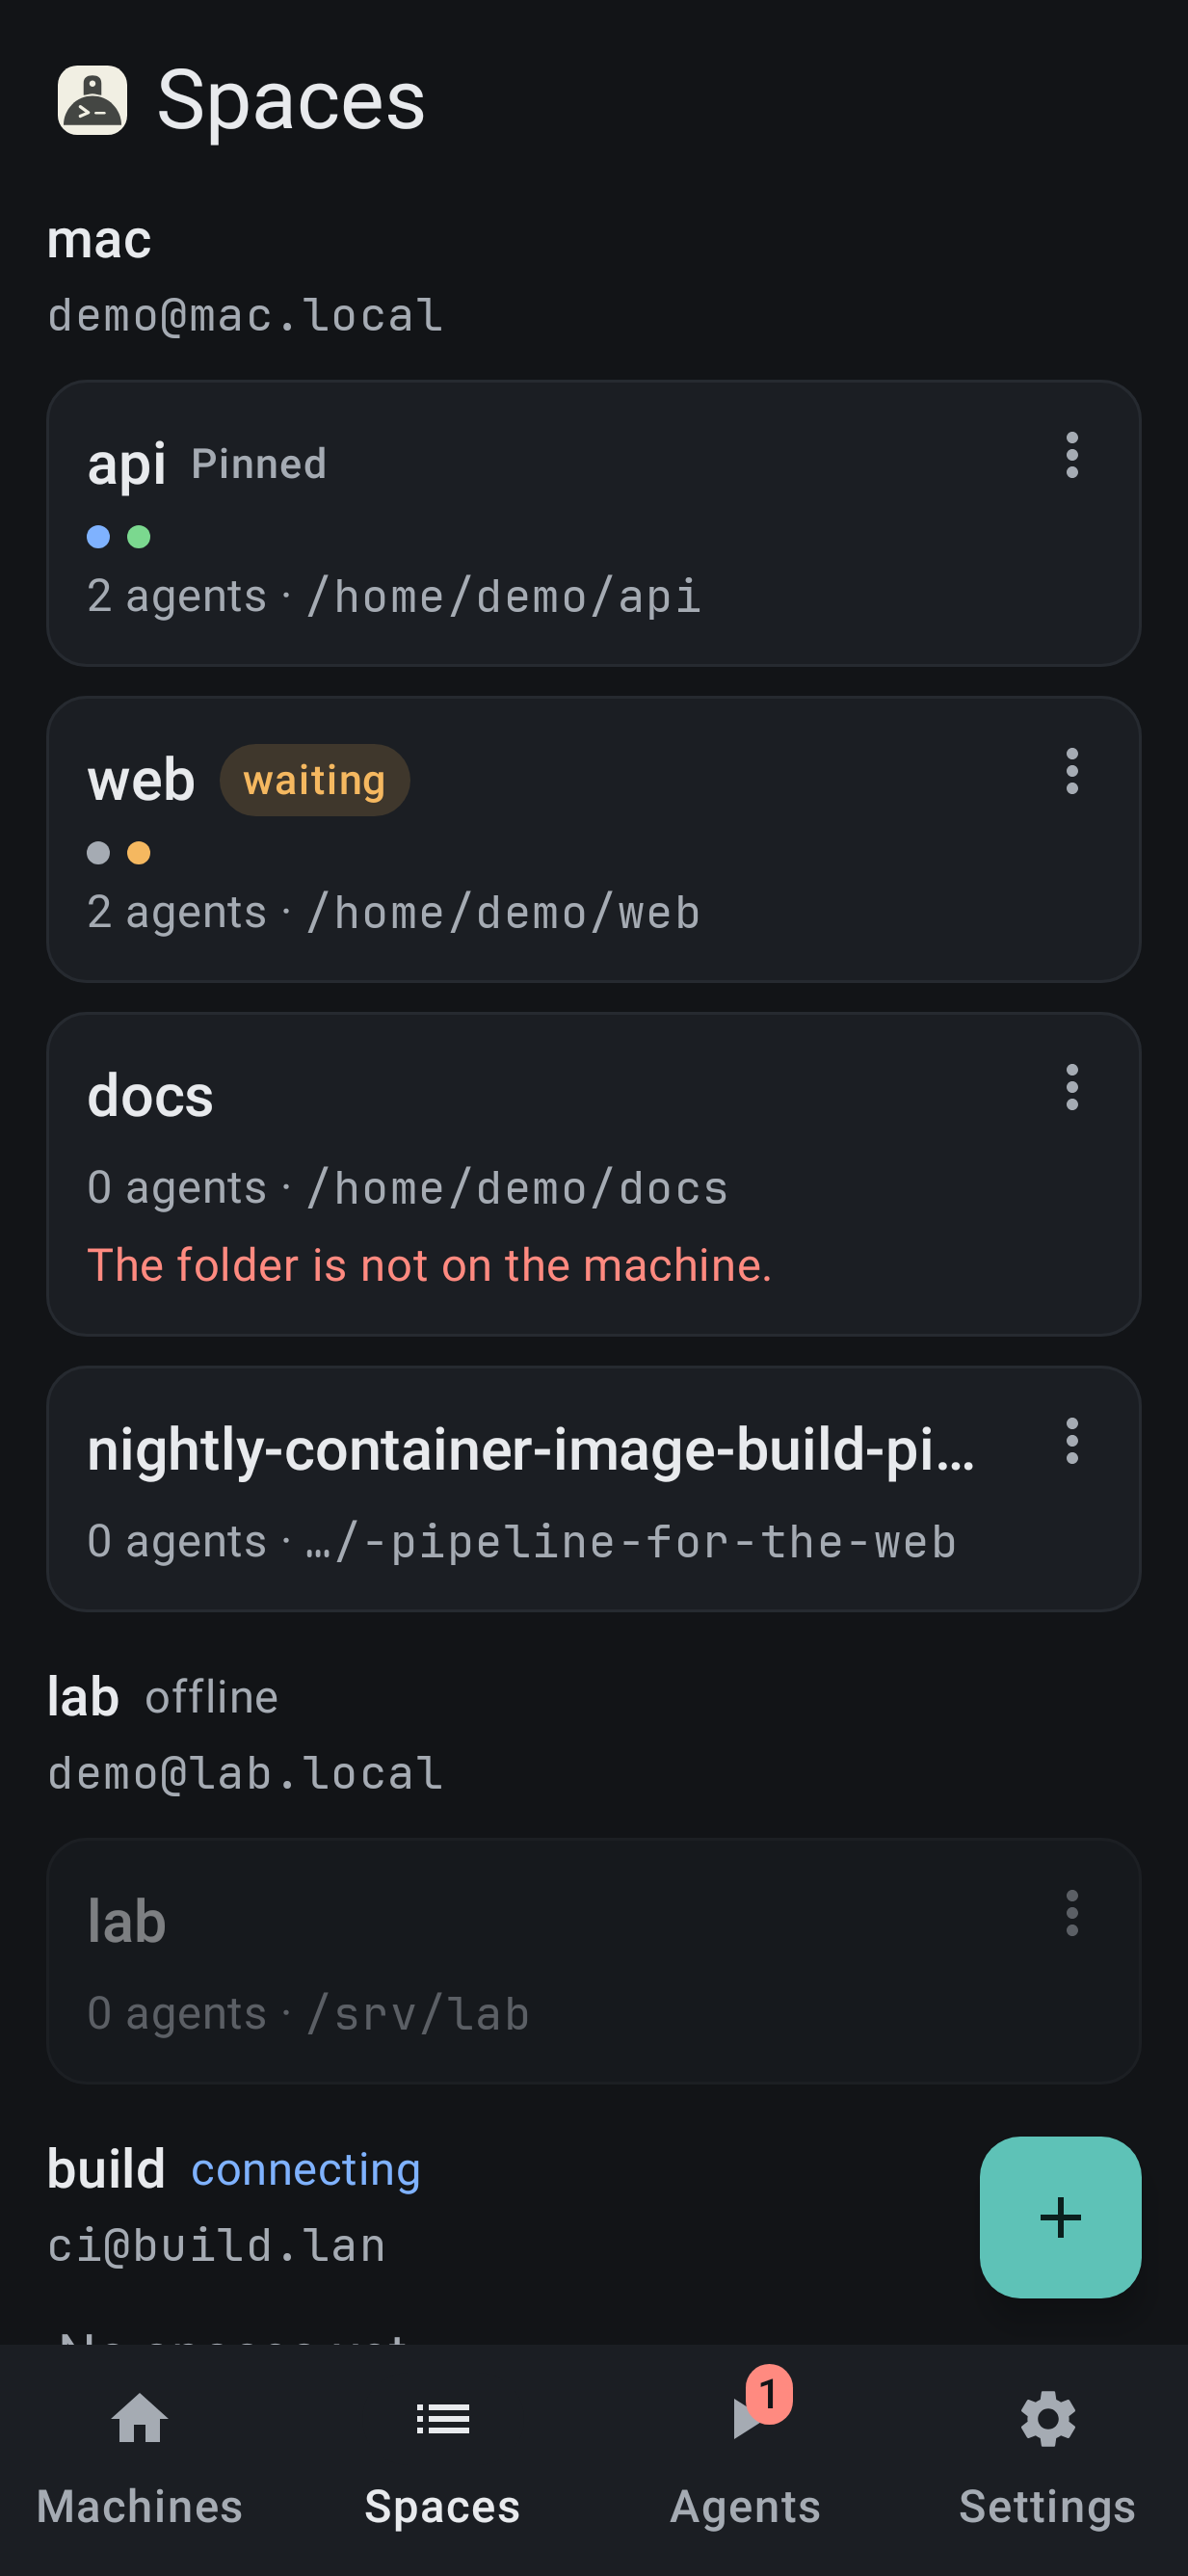 Spaces
mac
demo@mac.local
api Pinned
2 agents · /home/demo/api
web waiting
2 agents · /home/demo/web
docs
0 agents · /home/demo/docs
The folder is not on the machine.
nightly-container-image-build-pi…
0 agents · …/-pipeline-for-the-web
lab offline
demo@lab.local
lab
0 agents · /srv/lab
build connecting
ci@build.lan
No spaces yet
1
Machines Spaces Agents Settings